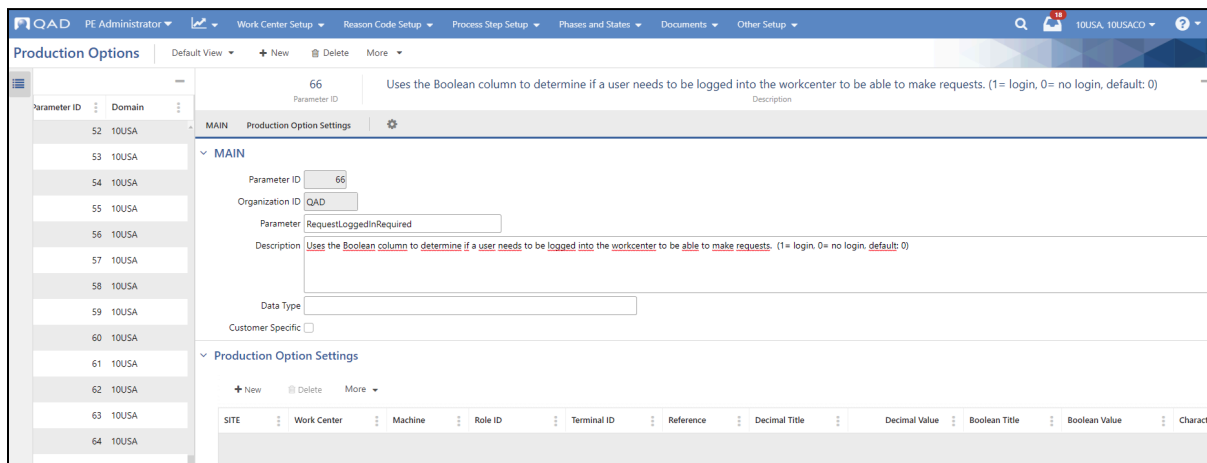 QAD PE Administrator Work Center Setup Reason Code Setup Process Step Setup Phases and States Documents Other Setup 18 10USA, 10USACO ?
Production Options Default View + New Delete More
66 Uses the Boolean column to determine if a user needs to be logged into the workcenter to be able to make requests. (1= login, 0= no login, default: 0)
Parameter ID Description
Parameter ID Domain
MAIN Production Option Settings
52 10USA
53 10USA
54 10USA
55 10USA
56 10USA
57 10USA
58 10USA
59 10USA
60 10USA
61 10USA
62 10USA
63 10USA
64 10USA
MAIN
Parameter ID 66
Organization ID QAD
Parameter RequestLoggedInRequired
Description Uses the Boolean column to determine if a user needs to be logged into the workcenter to be able to make requests. (1= login, 0= no login, default: 0)
Data Type
Customer Specific
Production Option Settings
+ New Delete More
SITE Work Center Machine Role ID Terminal ID Reference Decimal Title Decimal Value Boolean Title Boolean Value Charact